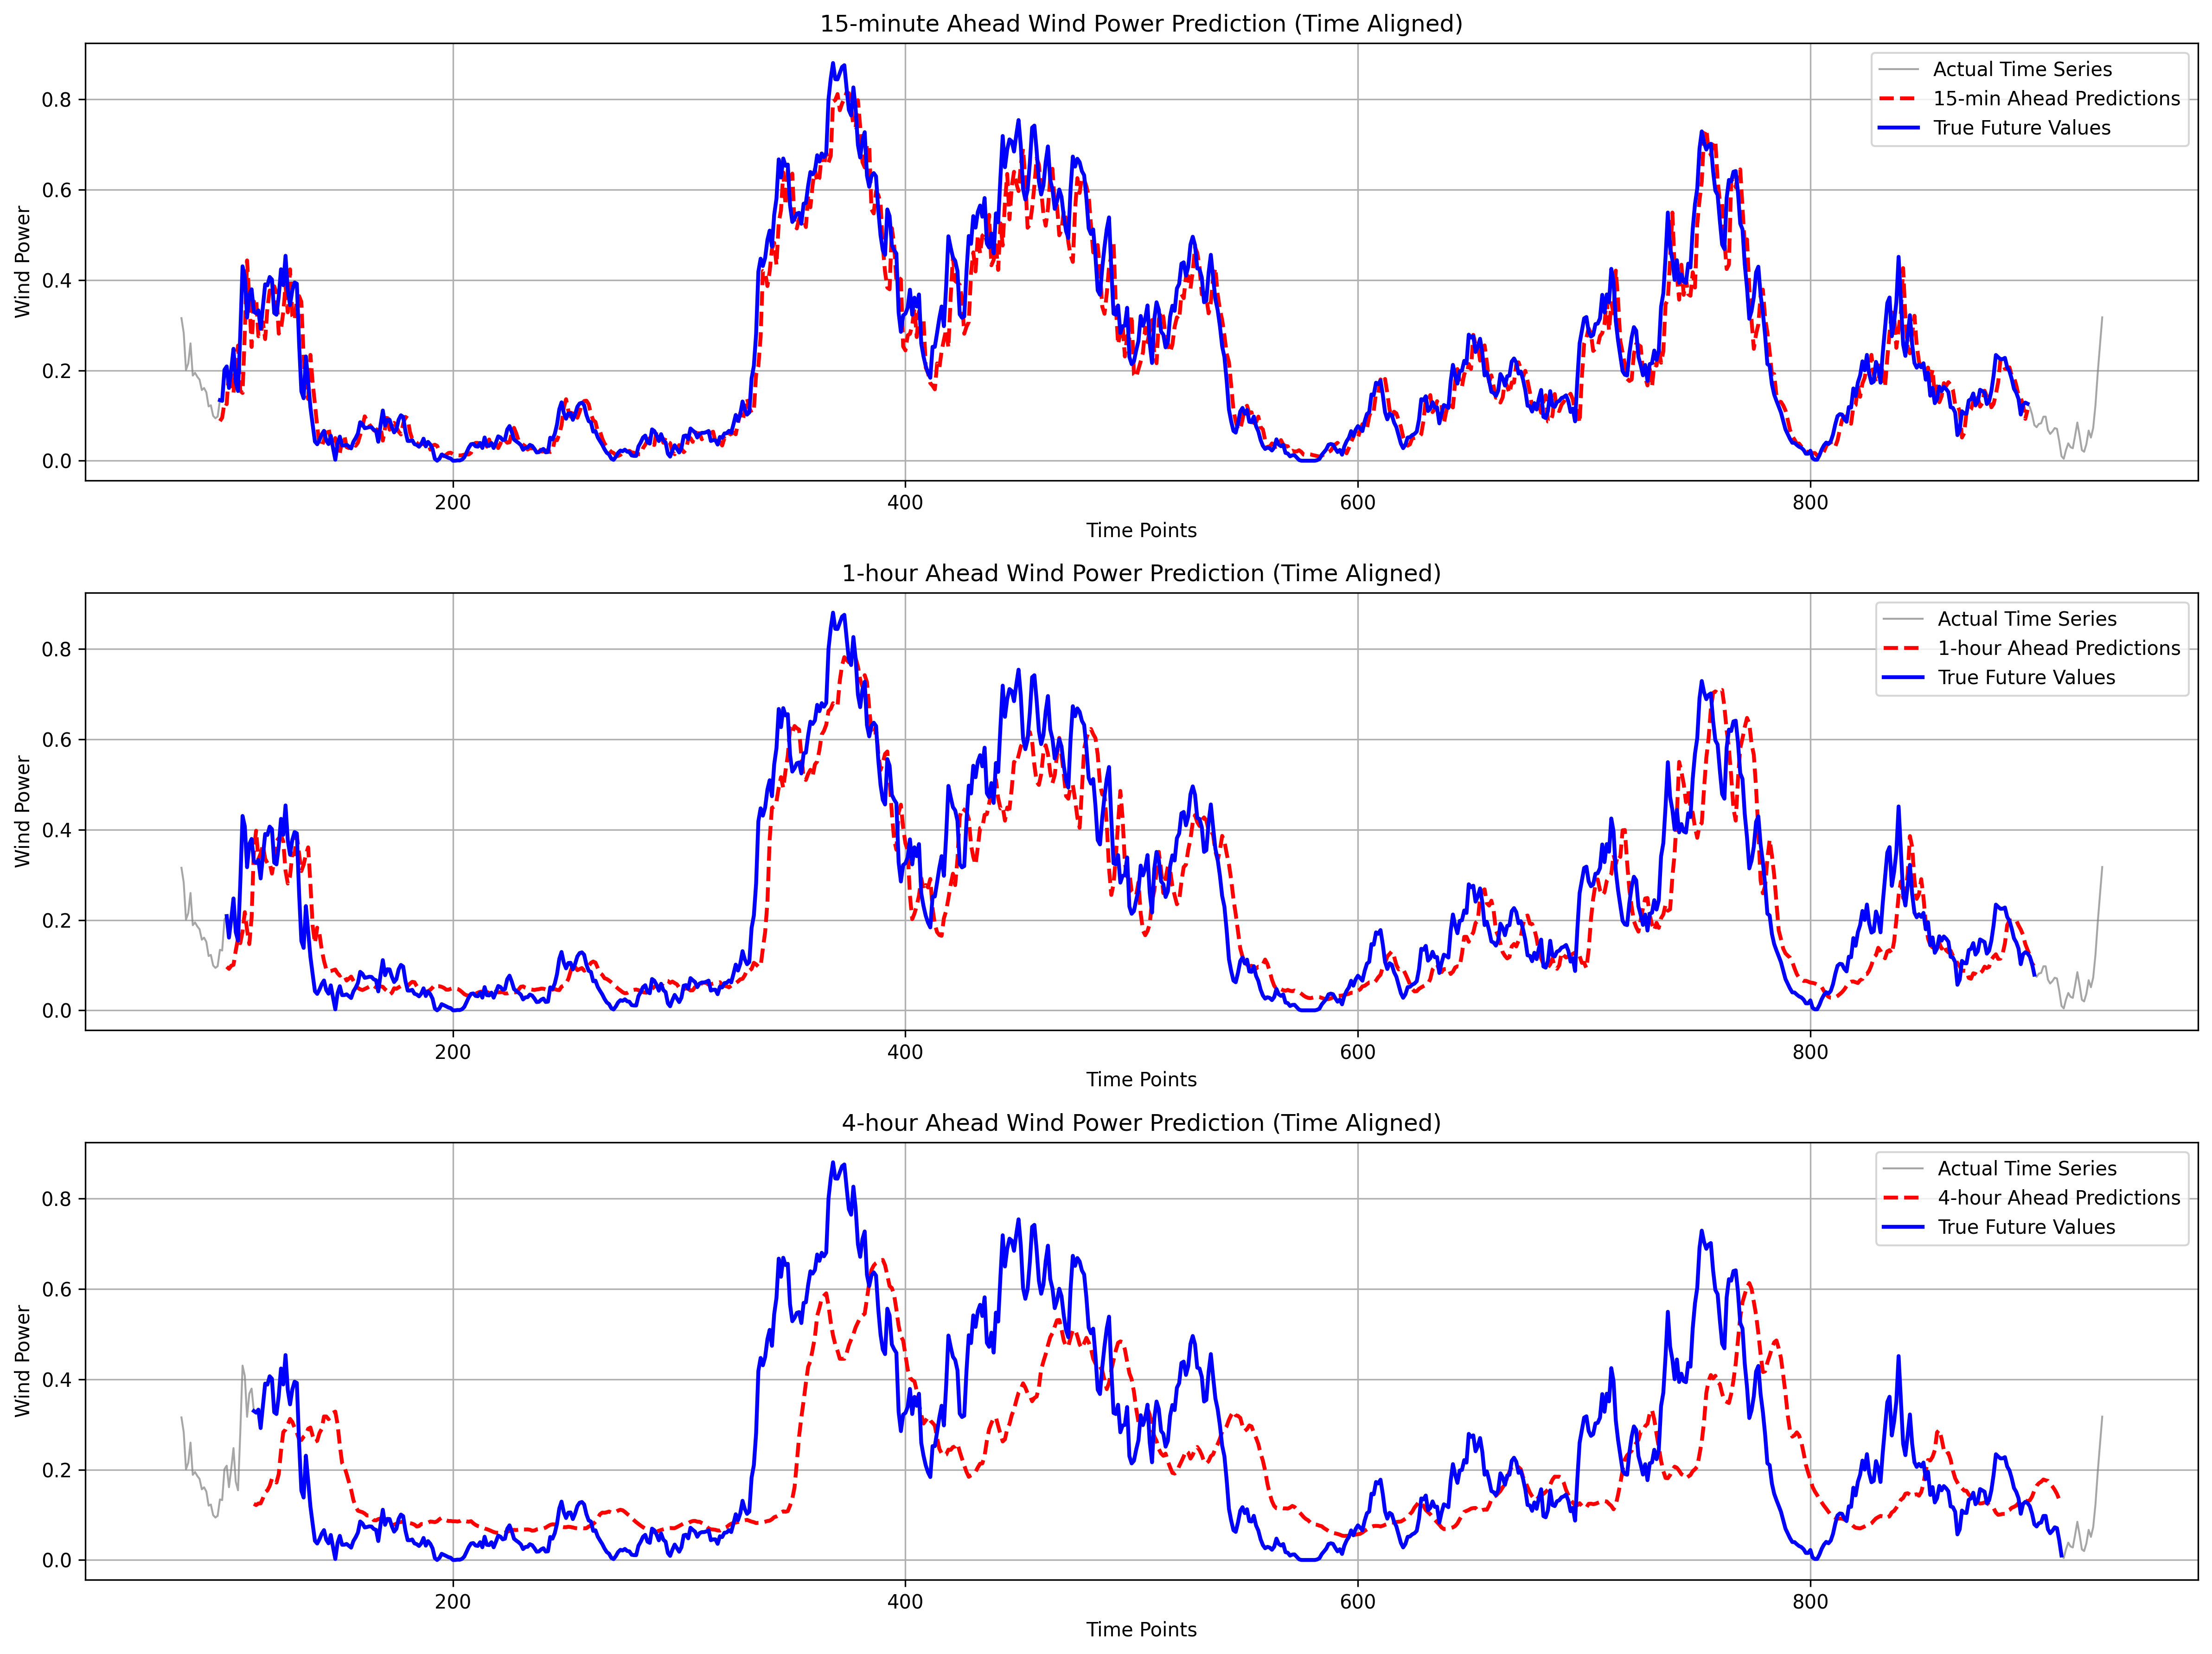 15-minute Ahead Wind Power Prediction (Time Aligned)
Actual Time Series
15-min Ahead Predictions
True Future Values
Wind Power
0.8
0.6
0.4
0.2
0.0
200
400
600
800
Time Points
1-hour Ahead Wind Power Prediction (Time Aligned)
Actual Time Series
1-hour Ahead Predictions
True Future Values
Wind Power
0.8
0.6
0.4
0.2
0.0
200
400
600
800
Time Points
4-hour Ahead Wind Power Prediction (Time Aligned)
Actual Time Series
4-hour Ahead Predictions
True Future Values
Wind Power
0.8
0.6
0.4
0.2
0.0
200
400
600
800
Time Points